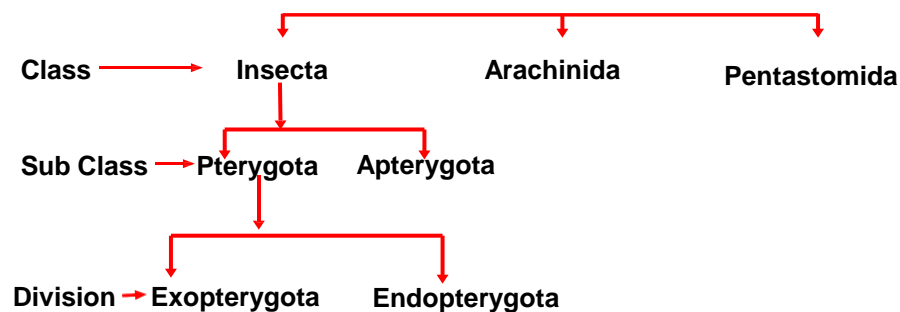 Class Insecta Arachinida Pentastomida
Sub Class Pterygota Apterygota
Division Exopterygota Endopterygota